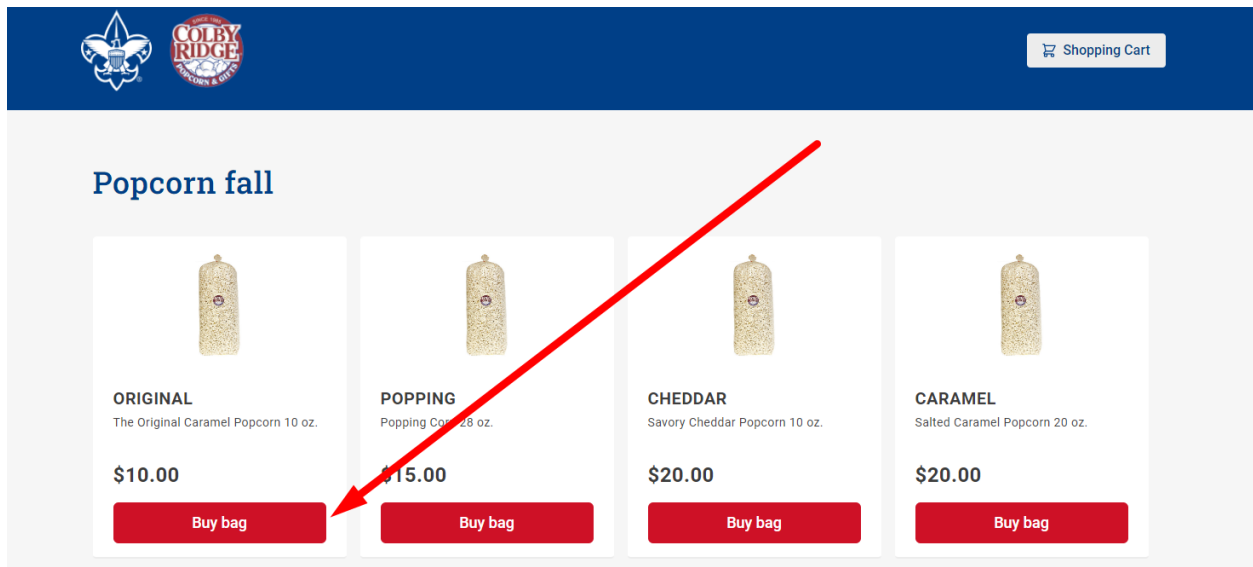 SINCE 1983
COLBY
RIDGE
POPCORN & GIFTS
Shopping Cart
Popcorn fall
ORIGINAL
The Original Caramel Popcorn 10 oz.
$10.00
Buy bag
POPPING
Popping Corn 28 oz.
$15.00
Buy bag
CHEDDAR
Savory Cheddar Popcorn 10 oz.
$20.00
Buy bag
CARAMEL
Salted Caramel Popcorn 20 oz.
$20.00
Buy bag